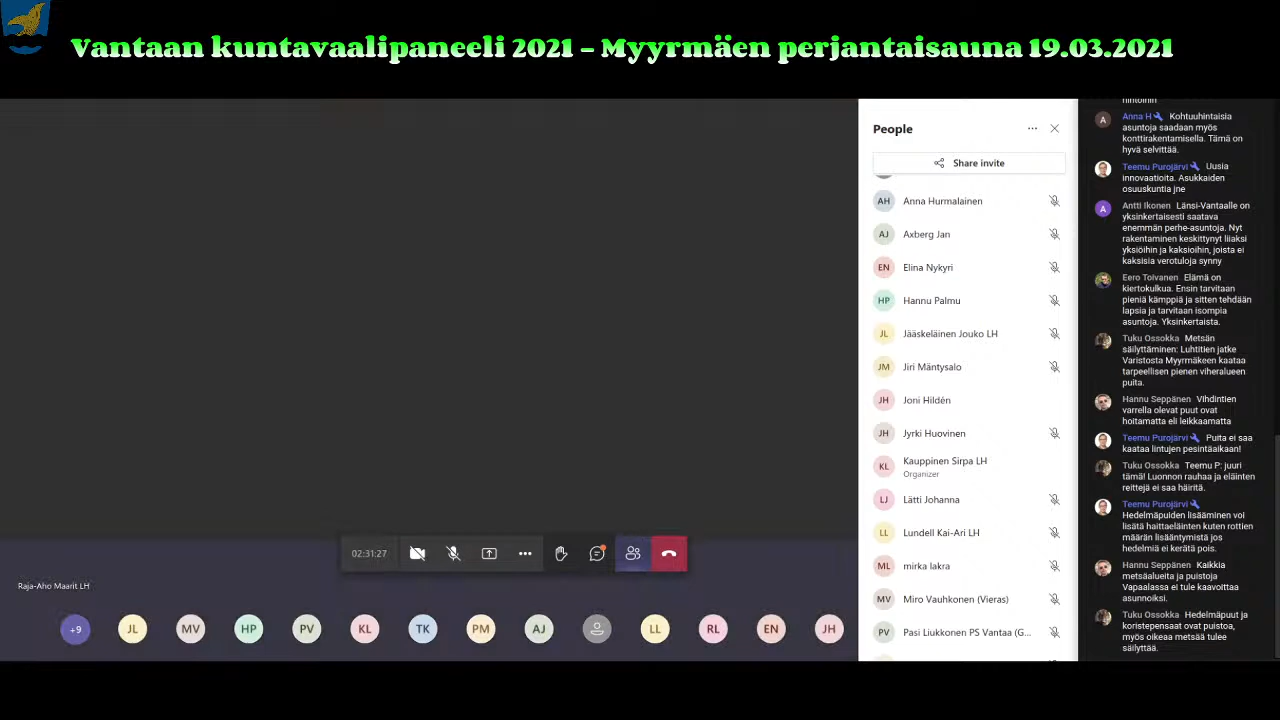 Vantaan kuntavaalipaneeli 2021 – Myyrmäen perjantaisauna 19.03.2021
02:31:27
Raja-Aho Maarit LH
+9
JL
MV
HP
PV
KL
TK
PM
AJ
LL
RL
EN
JH
People
Share invite
AH Anna Hurmalainen
AJ Axberg Jan
EN Elina Nykyri
HP Hannu Palmu
JL Jääskeläinen Jouko LH
JM Jiri Mäntysalo
JH Joni Hildén
JH Jyrki Huovinen
KL Kauppinen Sirpa LH
Organizer
LJ Lätti Johanna
LL Lundell Kai-Ari LH
ML mirka lakra
MV Miro Vauhkonen (Vieras)
PV Pasi Liukkonen PS Vantaa (G...
A Anna H Kohtuuhintaisia
asuntoja saadaan myös
konttirakentamisella. Tämä on
hyvä selvittää.
Teemu Purojärvi Uusia
innovaatioita. Asukkaiden
osuuskuntia jne
A Antti Ikonen Länsi-Vantaalle on
yksinkertaisesti saatava
enemmän perhe-asuntoja. Nyt
rakentaminen keskittynyt liiaksi
yksiöihin ja kaksioihin, joista ei
kaksisia verotuloja synny
Eero Toivanen Elämä on
kiertokulkua. Ensin tarvitaan
pieniä kämppiä ja sitten tehdään
lapsia ja tarvitaan isompia
asuntoja. Yksinkertaista.
Tuku Ossokka Metsän
säilyttäminen: Luhtitien jatke
Varistosta Myyrmäkeen kaataa
tarpeellisen pienen viheralueen
puita.
Hannu Seppänen Vihdintien
varrella olevat puut ovat
hoitamatta eli leikkaamatta
Teemu Purojärvi Puita ei saa
kaataa lintujen pesintäaikaan!
Tuku Ossokka Teemu P: juuri
tämä! Luonnon rauhaa ja eläinten
reittejä ei saa häiritä.
Teemu Purojärvi
Hedelmäpuiden lisääminen voi
lisätä haittaeläinten kuten rottien
määrän lisääntymistä jos
hedelmiä ei kerätä pois.
Hannu Seppänen Kaikkia
metsäalueita ja puistoja
Vapaalassa ei tule kaavoittaa
asunnoiksi.
Tuku Ossokka Hedelmäpuut ja
koristepensaat ovat puistoa,
myös oikeaa metsää tulee
säilyttää.